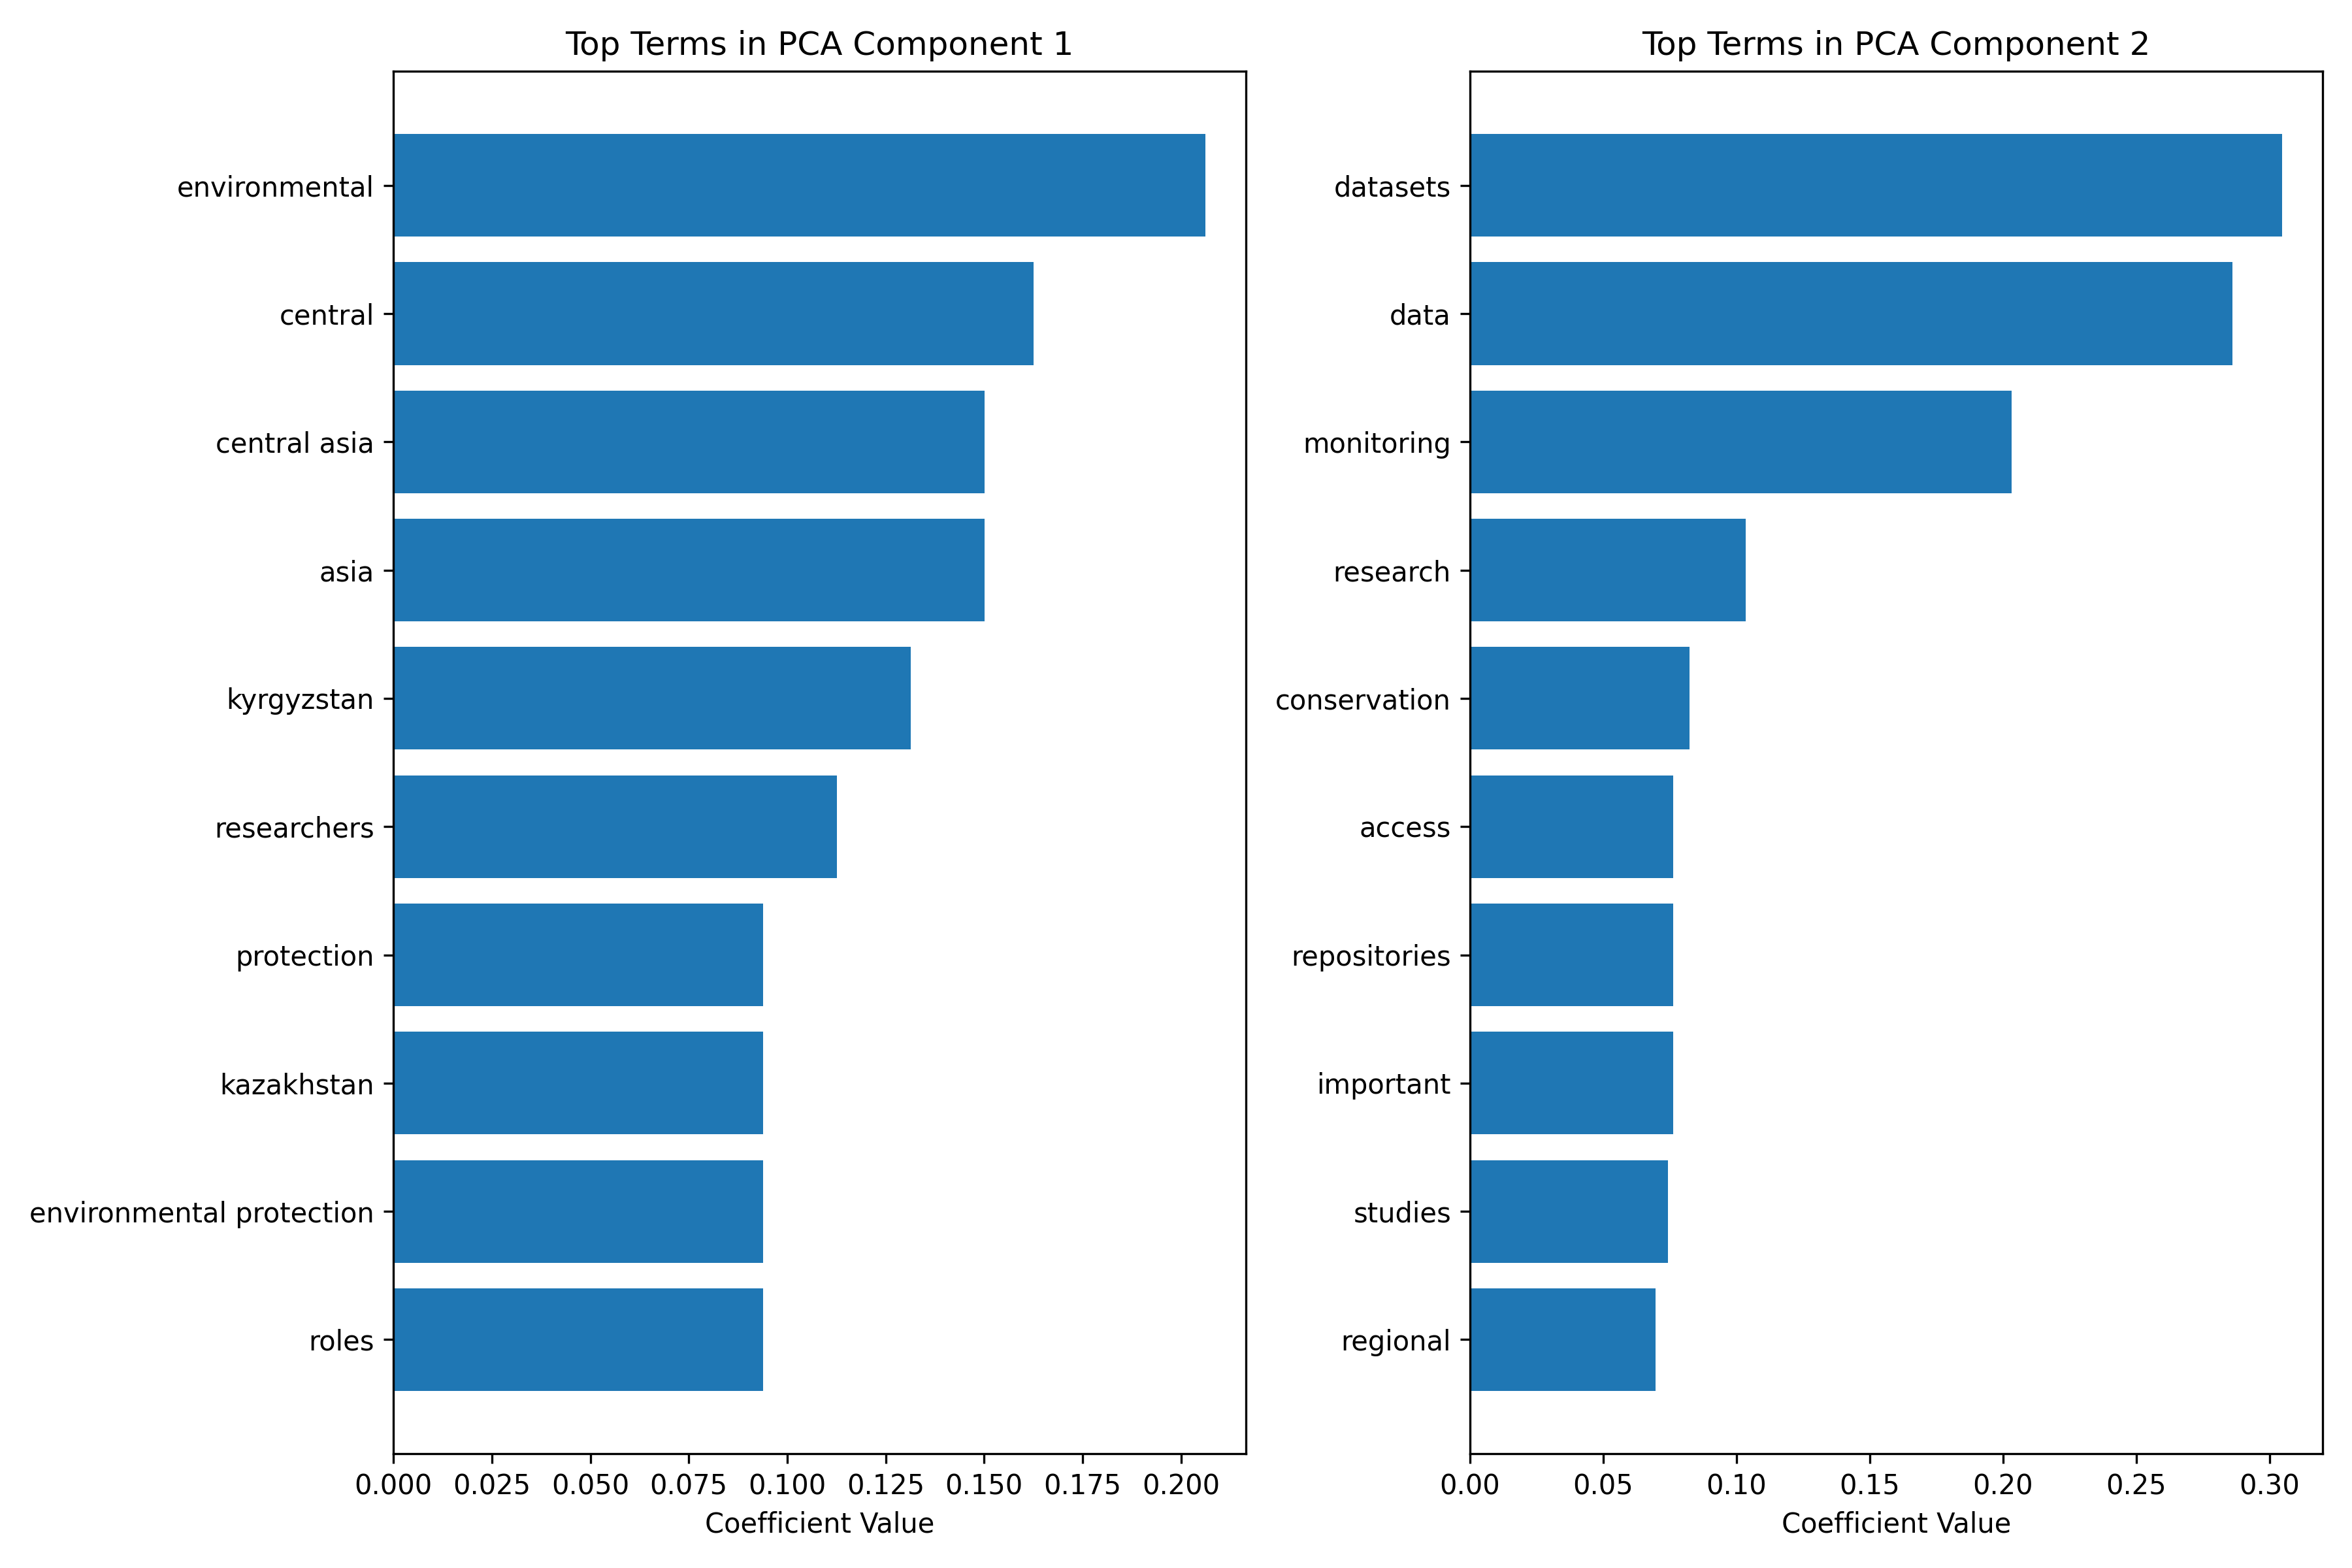 Top Terms in PCA Component 1
environmental
central
central asia
asia
kyrgyzstan
researchers
protection
kazakhstan
environmental protection
roles
0.000 0.025 0.050 0.075 0.100 0.125 0.150 0.175 0.200
Coefficient Value
Top Terms in PCA Component 2
datasets
data
monitoring
research
conservation
access
repositories
important
studies
regional
0.00 0.05 0.10 0.15 0.20 0.25 0.30
Coefficient Value